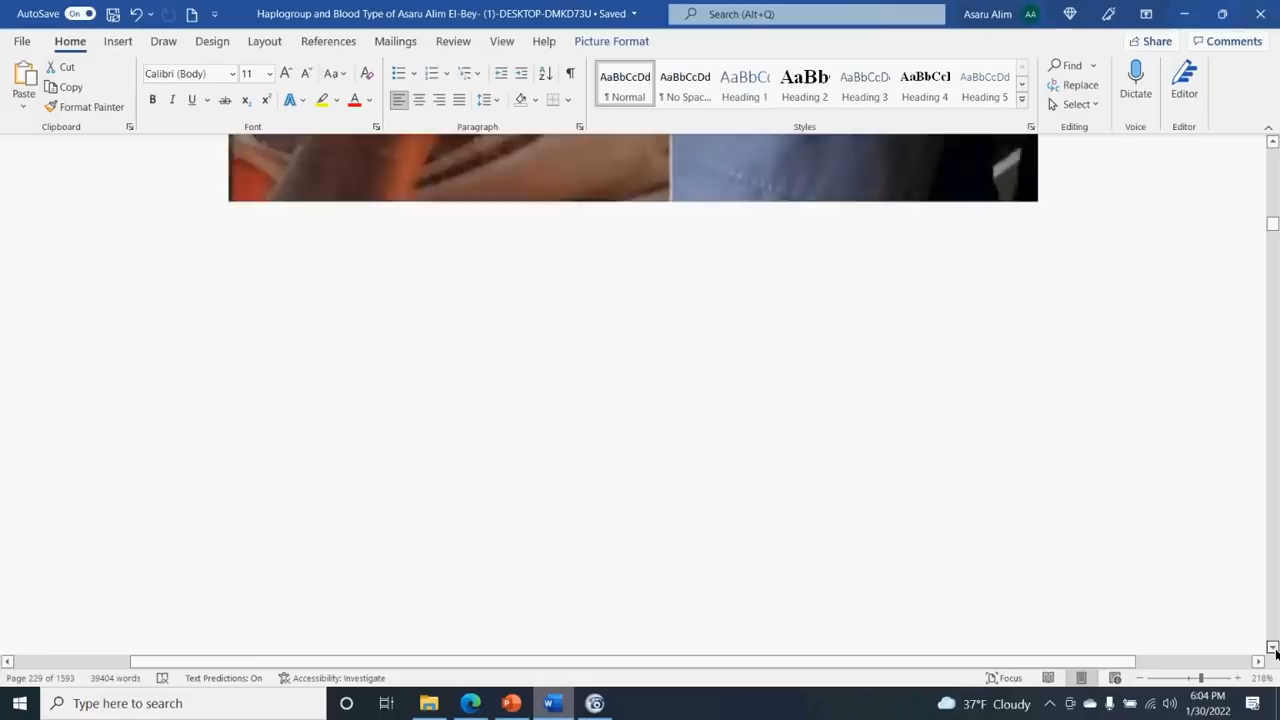 AutoSave On Haplogroup and Blood Type of Asaru Alim El-Bey- (1)-DESKTOP-DMKD73U • Saved Search (Alt+Q) Asaru Alim AA
File Home Insert Draw Design Layout References Mailings Review View Help Picture Format Share Comments
Paste Cut Copy Format Painter
Calibri (Body) 11
AaBbCcDd AaBbCcDd AaBbCc AaBb AaBbCcD AaBbCcI AaBbCcDd
¶ Normal ¶ No Spac... Heading 1 Heading 2 Heading 3 Heading 4 Heading 5
Find Replace Select Dictate Editor
Clipboard Font Paragraph Styles Editing Voice Editor
Page 229 of 1593 39404 words Text Predictions: On Accessibility: Investigate Focus 218%
Type here to search 37°F Cloudy 6:04 PM
1/30/2022